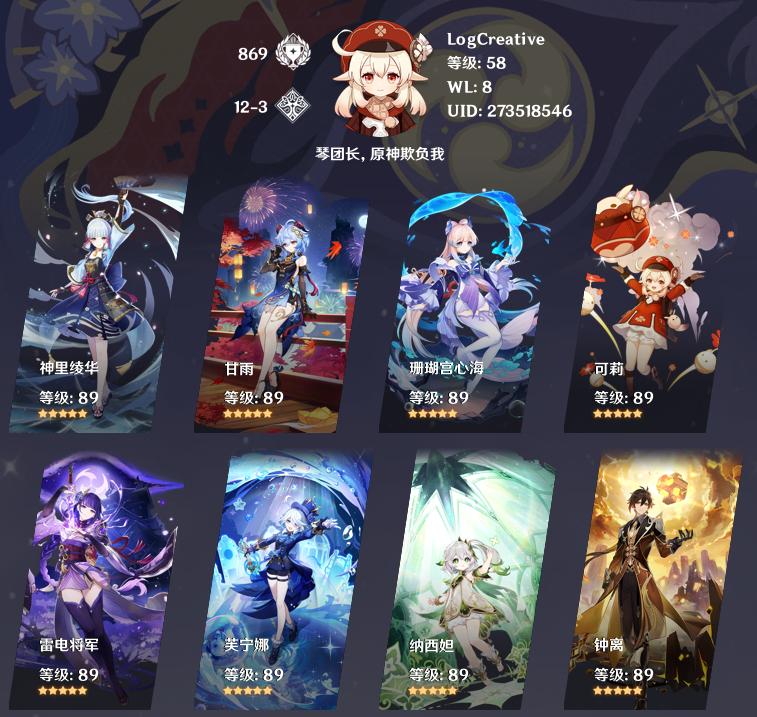 869
12-3
LogCreative
等级: 58
WL: 8
UID: 273518546
琴团长，原神欺负我
神里绫华
等级: 89
甘雨
等级: 89
珊瑚宫心海
等级: 89
可莉
等级: 89
雷电将军
等级: 89
芙宁娜
等级: 89
纳西妲
等级: 89
钟离
等级: 89